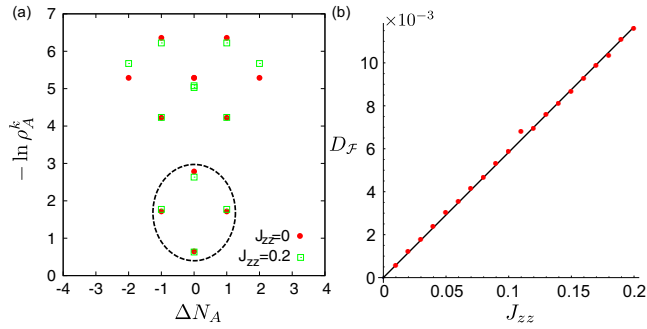 (a)
7
6
5
4
3
2
1
0
− ln ρ_A^k
-4 -3 -2 -1 0 1 2 3 4
ΔN_A
J_zz=0
J_zz=0.2
(b)
×10^−3
10
8
6
4
2
0
D_ℱ
0 0.05 0.1 0.15 0.2
J_zz